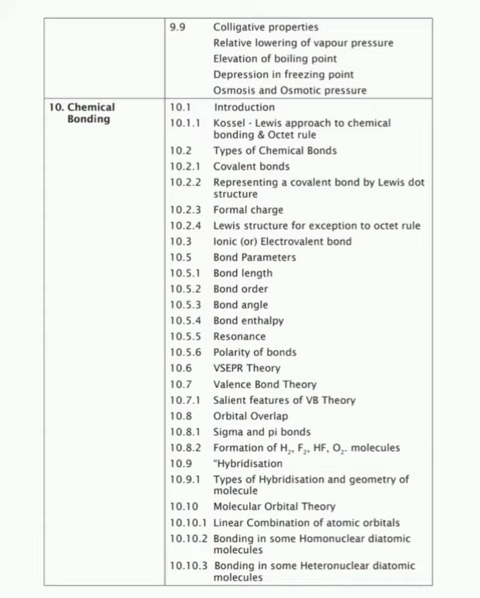 9.9 Colligative properties
Relative lowering of vapour pressure
Elevation of boiling point
Depression in freezing point
Osmosis and Osmotic pressure
10. Chemical Bonding
10.1 Introduction
10.1.1 Kossel - Lewis approach to chemical
bonding & Octet rule
10.2 Types of Chemical Bonds
10.2.1 Covalent bonds
10.2.2 Representing a covalent bond by Lewis dot
structure
10.2.3 Formal charge
10.2.4 Lewis structure for exception to octet rule
10.3 Ionic (or) Electrovalent bond
10.5 Bond Parameters
10.5.1 Bond length
10.5.2 Bond order
10.5.3 Bond angle
10.5.4 Bond enthalpy
10.5.5 Resonance
10.5.6 Polarity of bonds
10.6 VSEPR Theory
10.7 Valence Bond Theory
10.7.1 Salient features of VB Theory
10.8 Orbital Overlap
10.8.1 Sigma and pi bonds
10.8.2 Formation of H₂, F₂, HF, O₂. molecules
10.9 "Hybridisation
10.9.1 Types of Hybridisation and geometry of
molecule
10.10 Molecular Orbital Theory
10.10.1 Linear Combination of atomic orbitals
10.10.2 Bonding in some Homonuclear diatomic
molecules
10.10.3 Bonding in some Heteronuclear diatomic
molecules